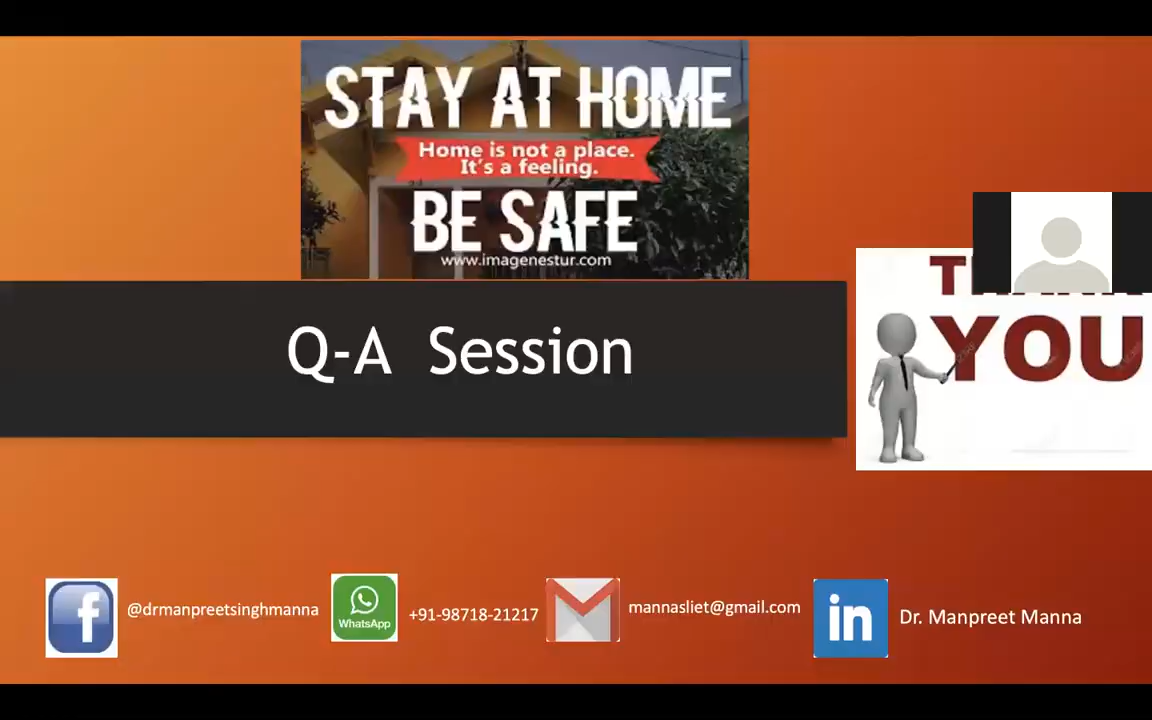 STAY AT HOME
Home is not a place.
It's a feeling.
BE SAFE
www.imagenestur.com
Q-A Session
YOU
@drmanpreetsinghmanna
WhatsApp
+91-98718-21217
mannasliet@gmail.com
in
Dr. Manpreet Manna